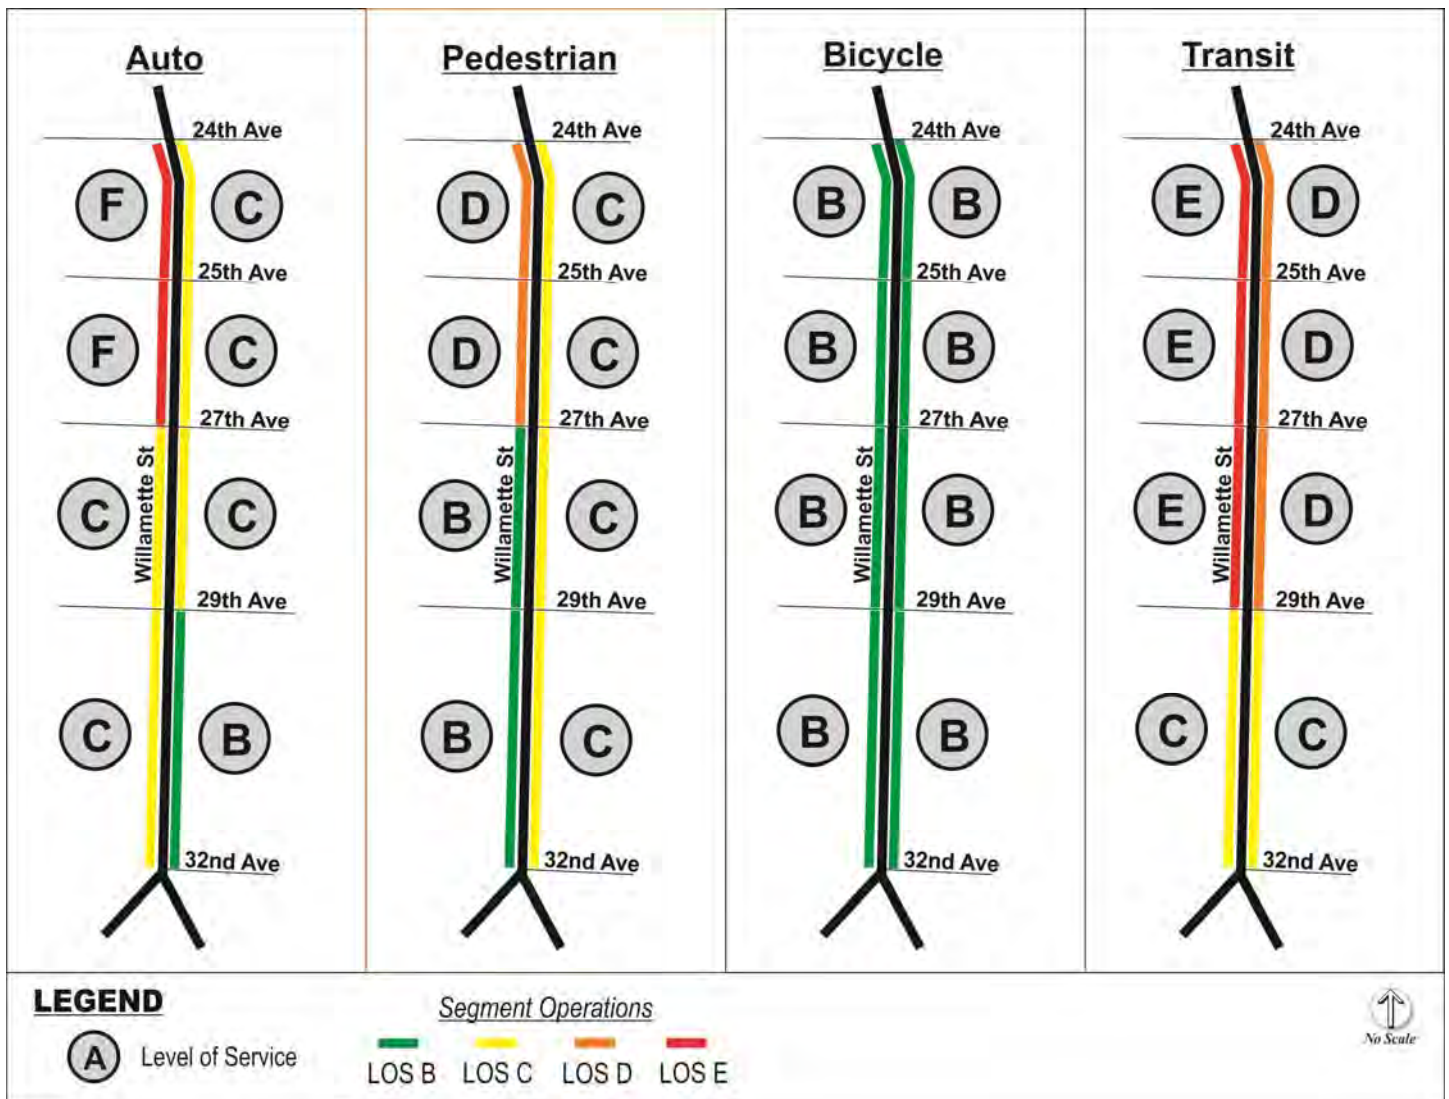 Auto
24th Ave
F C
25th Ave
F C
27th Ave
Willamette St
C C
29th Ave
C B
32nd Ave
Pedestrian
24th Ave
D C
25th Ave
D C
27th Ave
Willamette St
B C
29th Ave
B C
32nd Ave
Bicycle
24th Ave
B B
25th Ave
B B
27th Ave
Willamette St
B B
29th Ave
B B
32nd Ave
Transit
24th Ave
E D
25th Ave
E D
27th Ave
Willamette St
E D
29th Ave
C C
32nd Ave
LEGEND
A Level of Service
Segment Operations
LOS B LOS C LOS D LOS E
No Scale